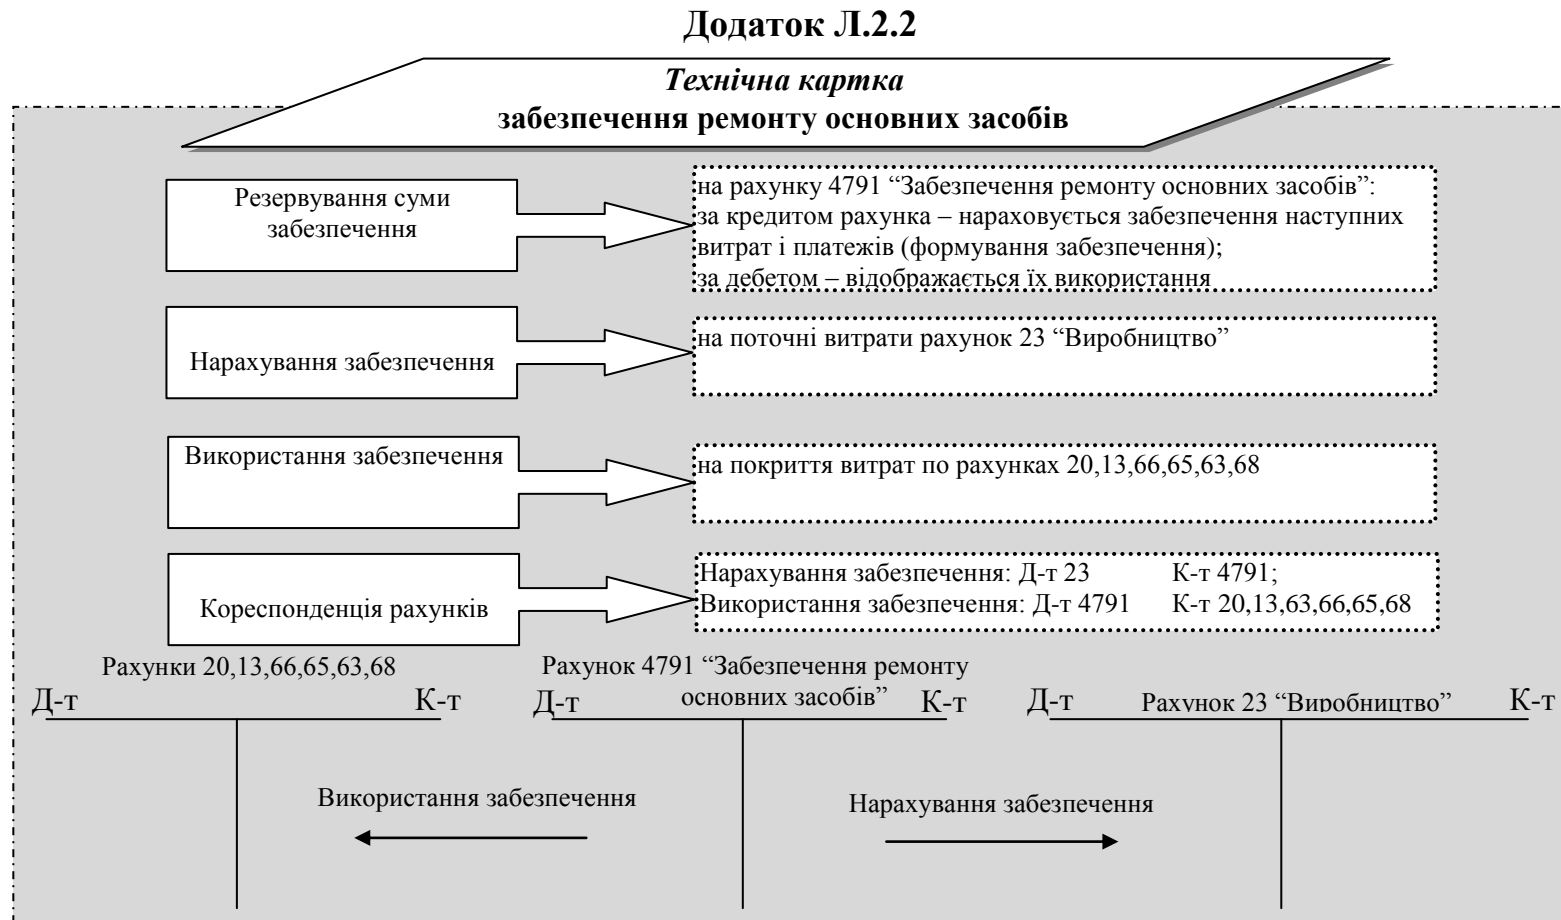 Додаток Л.2.2
Технічна картка
забезпечення ремонту основних засобів
Резервування суми
забезпечення
на рахунку 4791 “Забезпечення ремонту основних засобів”:
за кредитом рахунка – нараховується забезпечення наступних
витрат і платежів (формування забезпечення);
за дебетом – відображається їх використання
Нарахування забезпечення
на поточні витрати рахунок 23 “Виробництво”
Використання забезпечення
на покриття витрат по рахунках 20,13,66,65,63,68
Кореспонденція рахунків
Нарахування забезпечення: Д-т 23 К-т 4791;
Використання забезпечення: Д-т 4791 К-т 20,13,63,66,65,68
Рахунки 20,13,66,65,63,68
Д-т К-т
Рахунок 4791 “Забезпечення ремонту
основних засобів”
Д-т К-т
Д-т Рахунок 23 “Виробництво” К-т
Використання забезпечення
Нарахування забезпечення